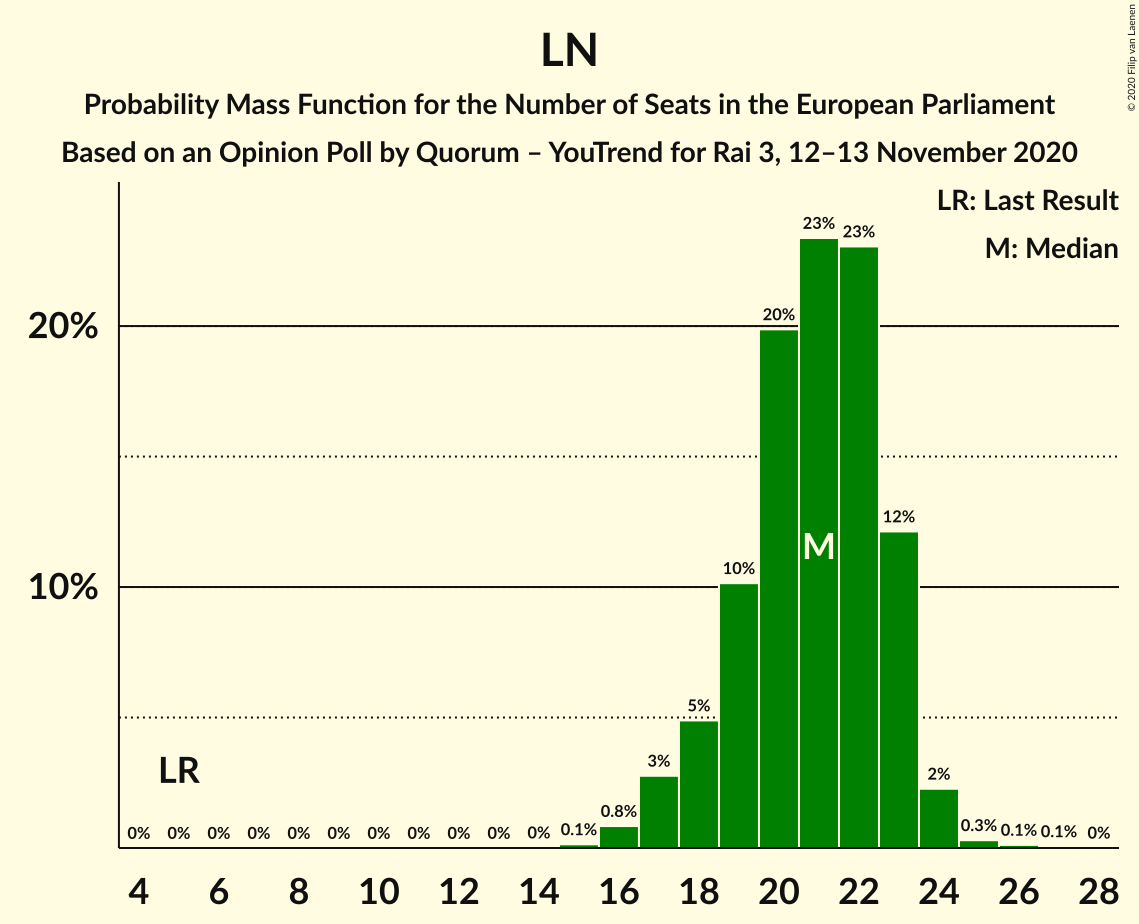 LN
Probability Mass Function for the Number of Seats in the European Parliament
Based on an Opinion Poll by Quorum – YouTrend for Rai 3, 12–13 November 2020
© 2020 Filip van Laenen
LR: Last Result
M: Median
20%
10%
0% 0% 0% 0% 0% 0% 0% 0% 0% 0% 0% 0.1% 0.8% 3% 5% 10% 20% 23% 23% 12% 2% 0.3% 0.1% 0.1% 0%
LR
M
4 6 8 10 12 14 16 18 20 22 24 26 28